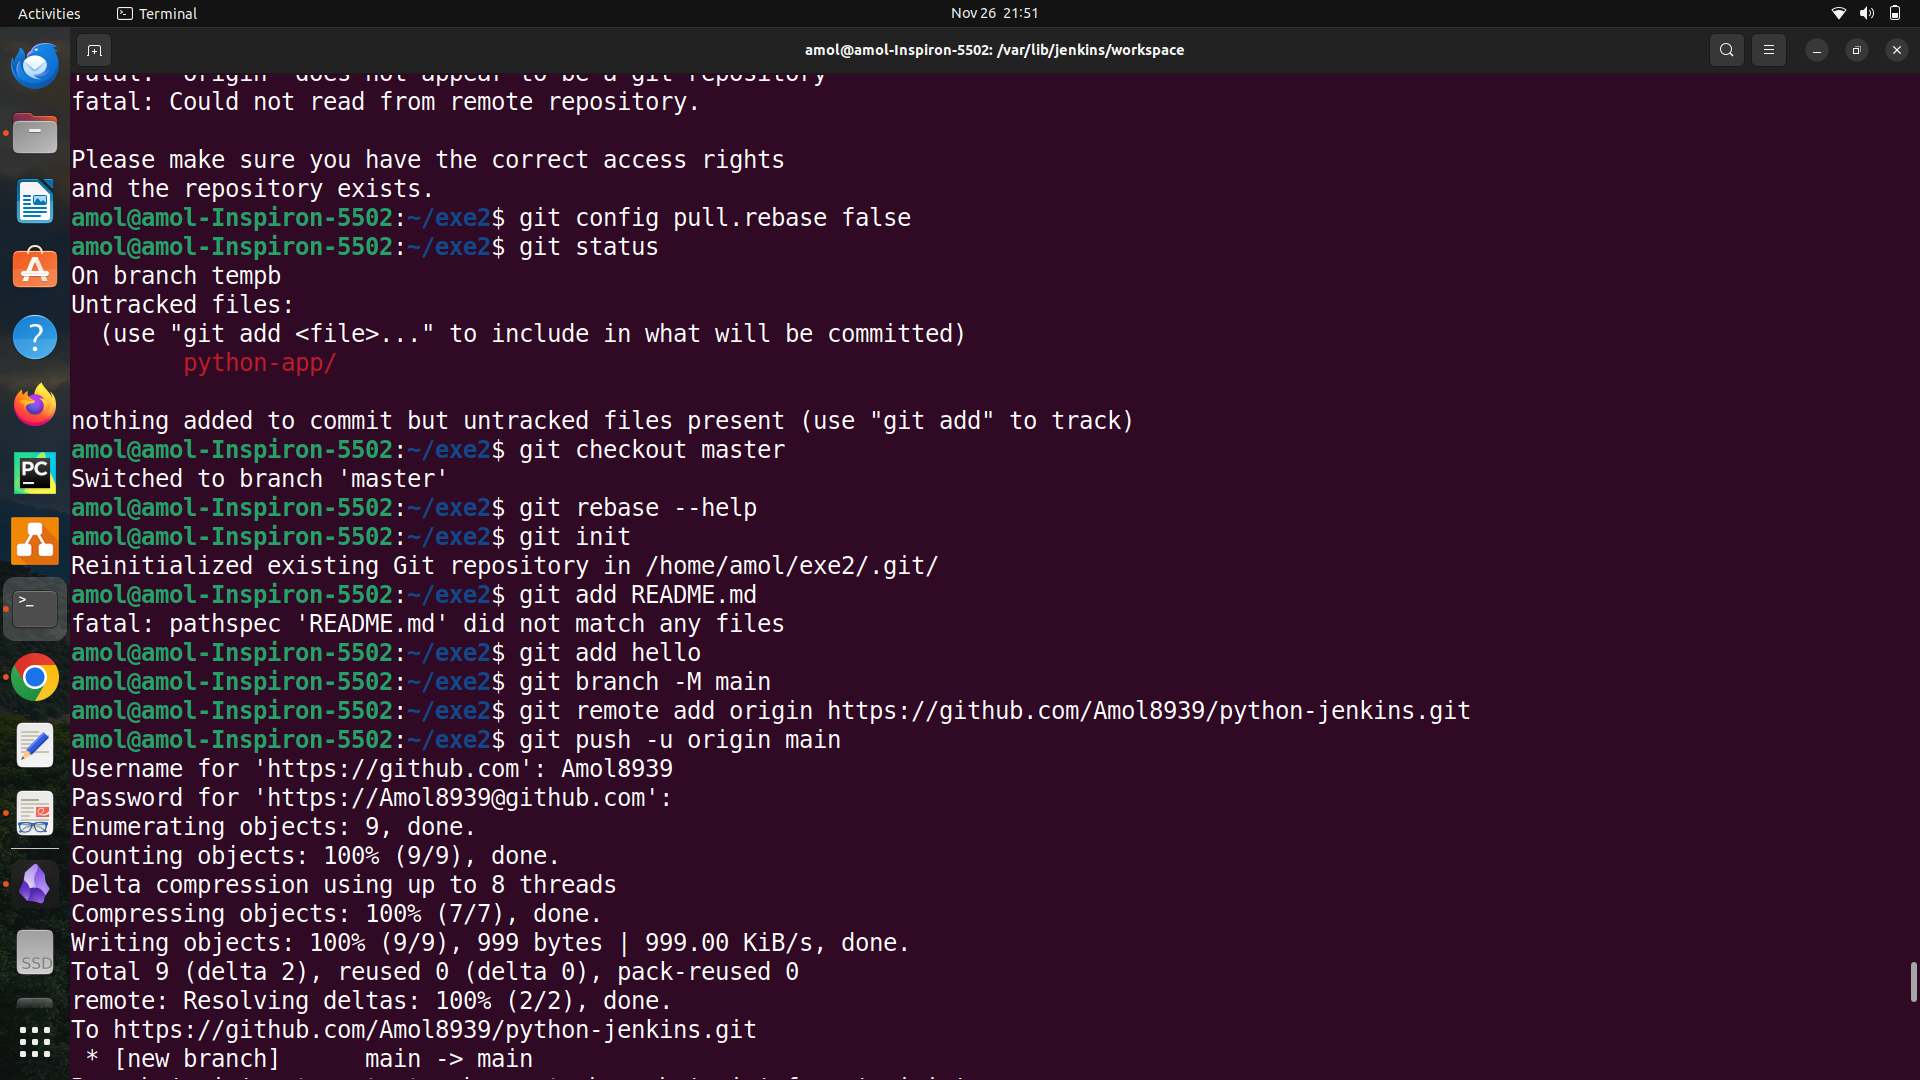 Activities
Terminal
Nov 26 21:51
amol@amol-Inspiron-5502: /var/lib/jenkins/workspace
fatal: 'origin' does not appear to be a git repository
fatal: Could not read from remote repository.
Please make sure you have the correct access rights
and the repository exists.
amol@amol-Inspiron-5502:~/exe2$ git config pull.rebase false
amol@amol-Inspiron-5502:~/exe2$ git status
On branch tempb
Untracked files:
  (use "git add <file>..." to include in what will be committed)
        python-app/
nothing added to commit but untracked files present (use "git add" to track)
amol@amol-Inspiron-5502:~/exe2$ git checkout master
Switched to branch 'master'
amol@amol-Inspiron-5502:~/exe2$ git rebase --help
amol@amol-Inspiron-5502:~/exe2$ git init
Reinitialized existing Git repository in /home/amol/exe2/.git/
amol@amol-Inspiron-5502:~/exe2$ git add README.md
fatal: pathspec 'README.md' did not match any files
amol@amol-Inspiron-5502:~/exe2$ git add hello
amol@amol-Inspiron-5502:~/exe2$ git branch -M main
amol@amol-Inspiron-5502:~/exe2$ git remote add origin https://github.com/Amol8939/python-jenkins.git
amol@amol-Inspiron-5502:~/exe2$ git push -u origin main
Username for 'https://github.com': Amol8939
Password for 'https://Amol8939@github.com':
Enumerating objects: 9, done.
Counting objects: 100% (9/9), done.
Delta compression using up to 8 threads
Compressing objects: 100% (7/7), done.
Writing objects: 100% (9/9), 999 bytes | 999.00 KiB/s, done.
Total 9 (delta 2), reused 0 (delta 0), pack-reused 0
remote: Resolving deltas: 100% (2/2), done.
To https://github.com/Amol8939/python-jenkins.git
 * [new branch]      main -> main
PC
SSD